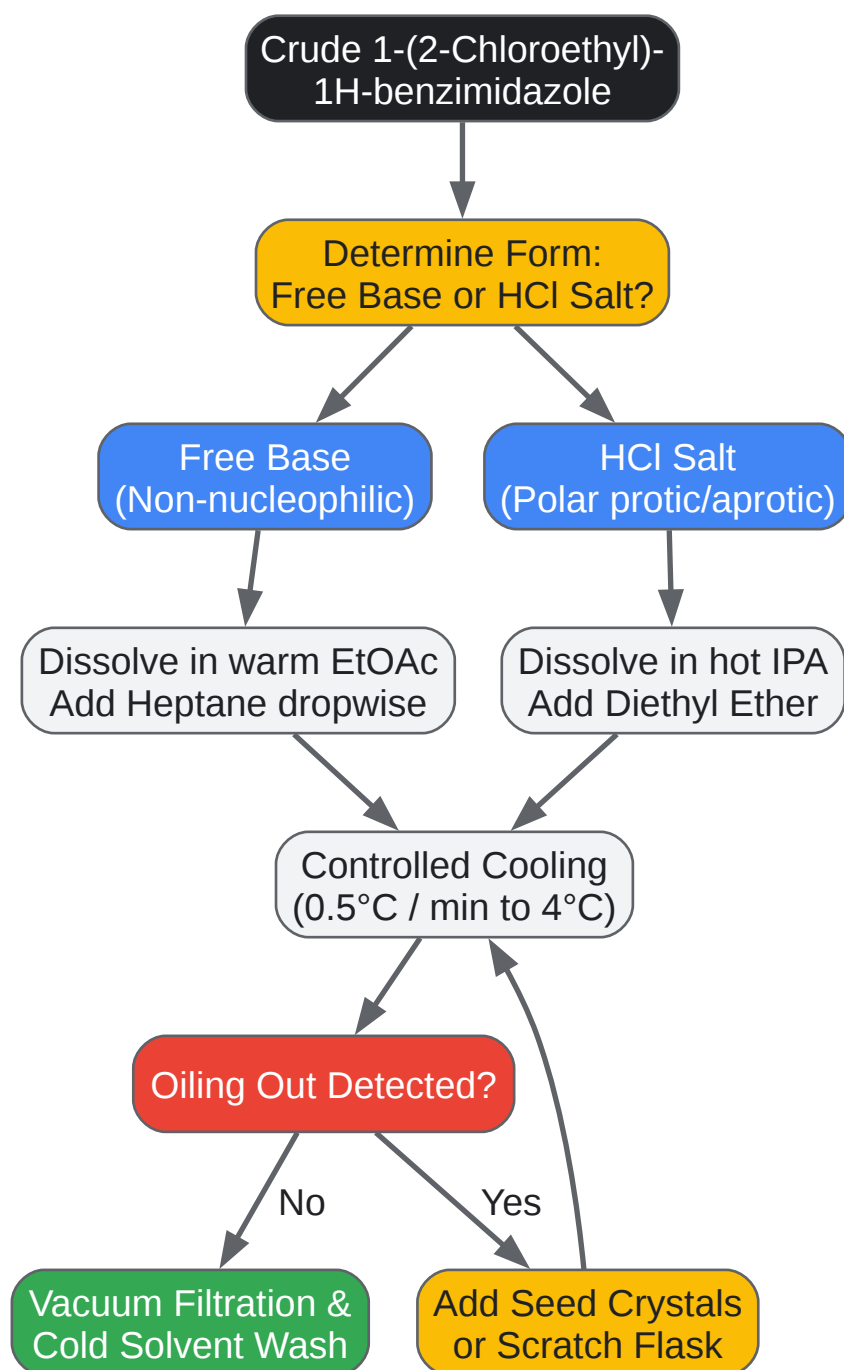 Crude 1-(2-Chloroethyl)-
1H-benzimidazole
Determine Form:
Free Base or HCl Salt?
Free Base
(Non-nucleophilic)
HCl Salt
(Polar protic/aprotic)
Dissolve in warm EtOAc
Add Heptane dropwise
Dissolve in hot IPA
Add Diethyl Ether
Controlled Cooling
(0.5°C / min to 4°C)
Oiling Out Detected?
No
Yes
Vacuum Filtration &
Cold Solvent Wash
Add Seed Crystals
or Scratch Flask